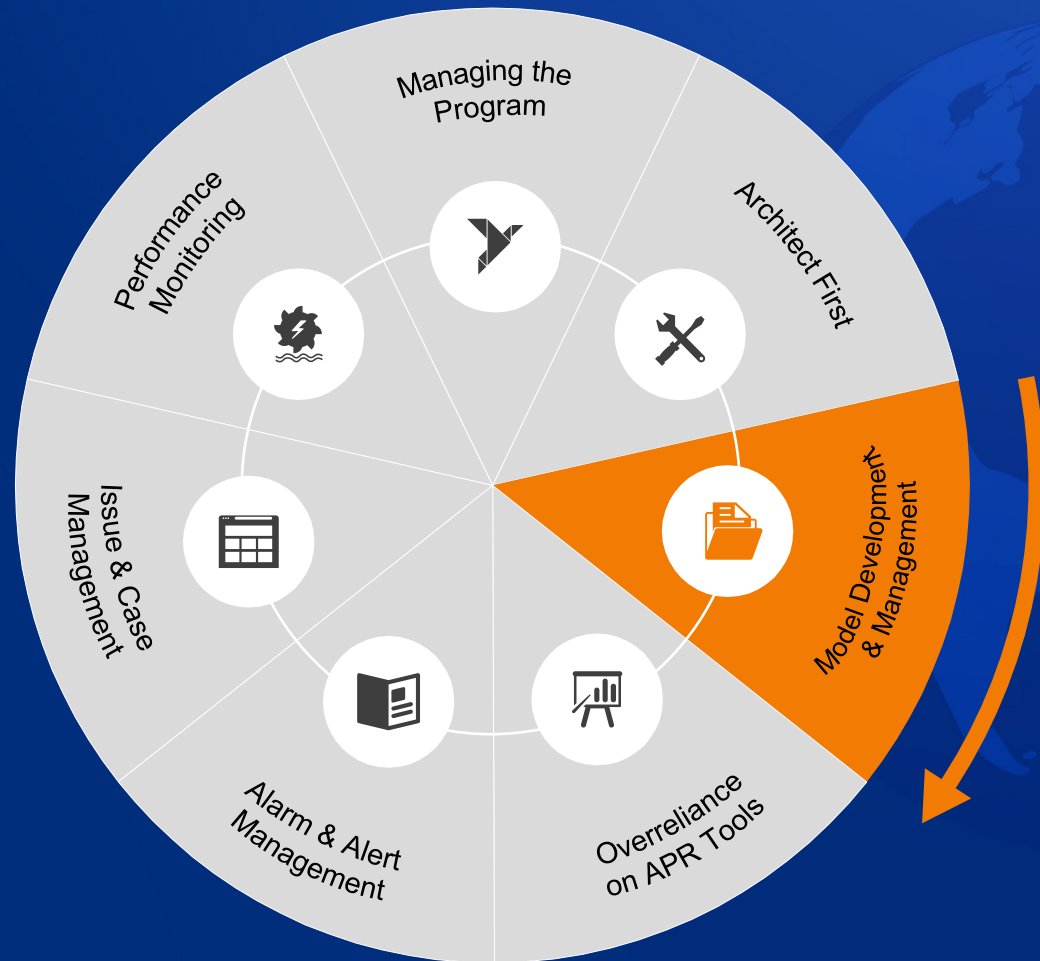 Managing the
Program
Architect First
Model Development
& Management
Overreliance
on APR Tools
Alarm & Alert
Management
Issue & Case
Management
Performance
Monitoring